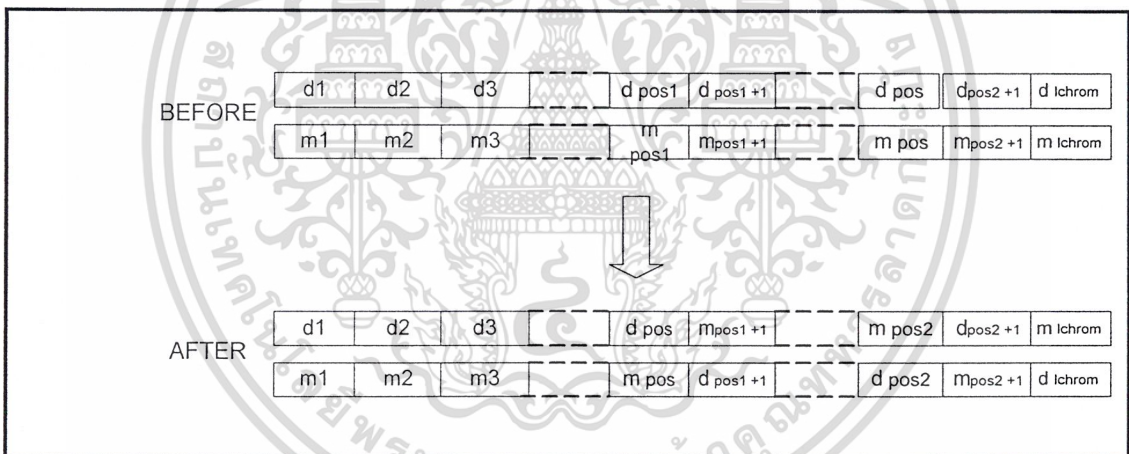 d1 d2 d3 d pos1 d pos1 +1 d pos dpos2 +1 d lchrom
BEFORE
m1 m2 m3 m pos1 mpos1 +1 m pos mpos2 +1 m lchrom
d1 d2 d3 d pos mpos1 +1 m pos2 dpos2 +1 m lchrom
AFTER
m1 m2 m3 m pos d pos1 +1 d pos2 mpos2 +1 d lchrom